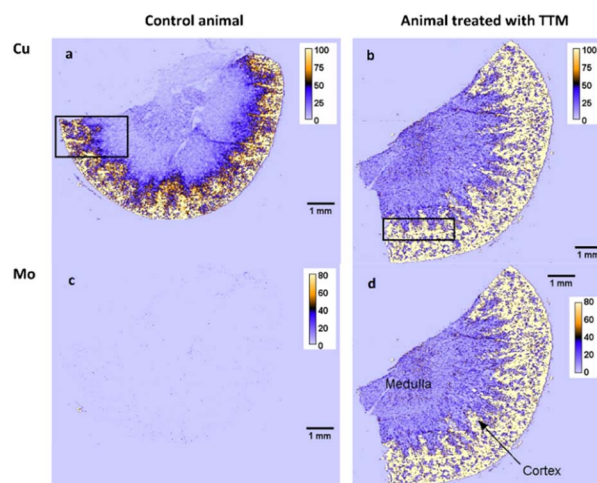 Control animal
Animal treated with TTM
Cu
a
100
75
50
25
0
1 mm
b
100
75
50
25
0
1 mm
Mo
c
80
60
40
20
0
1 mm
d
1 mm
80
60
40
20
0
Medulla
Cortex